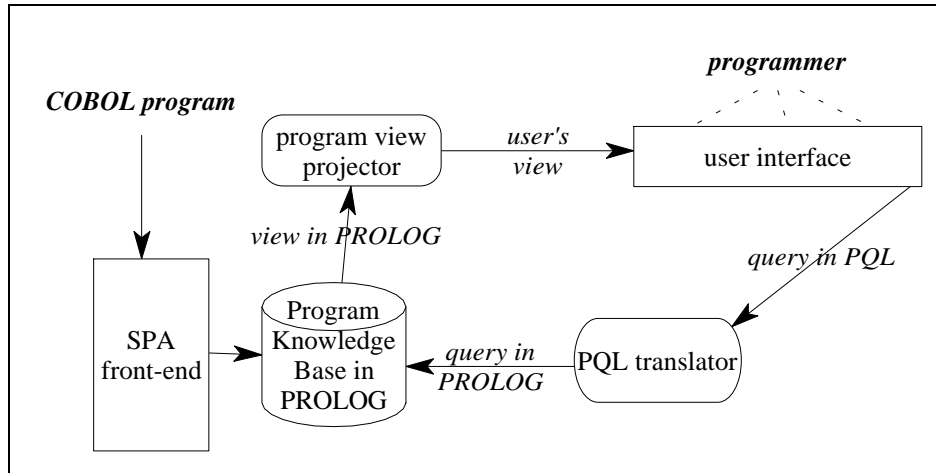 programmer
COBOL program
program view
projector
user's
view
user interface
view in PROLOG
query in PQL
SPA
front-end
Program
Knowledge
Base in
PROLOG
query in
PROLOG
PQL translator